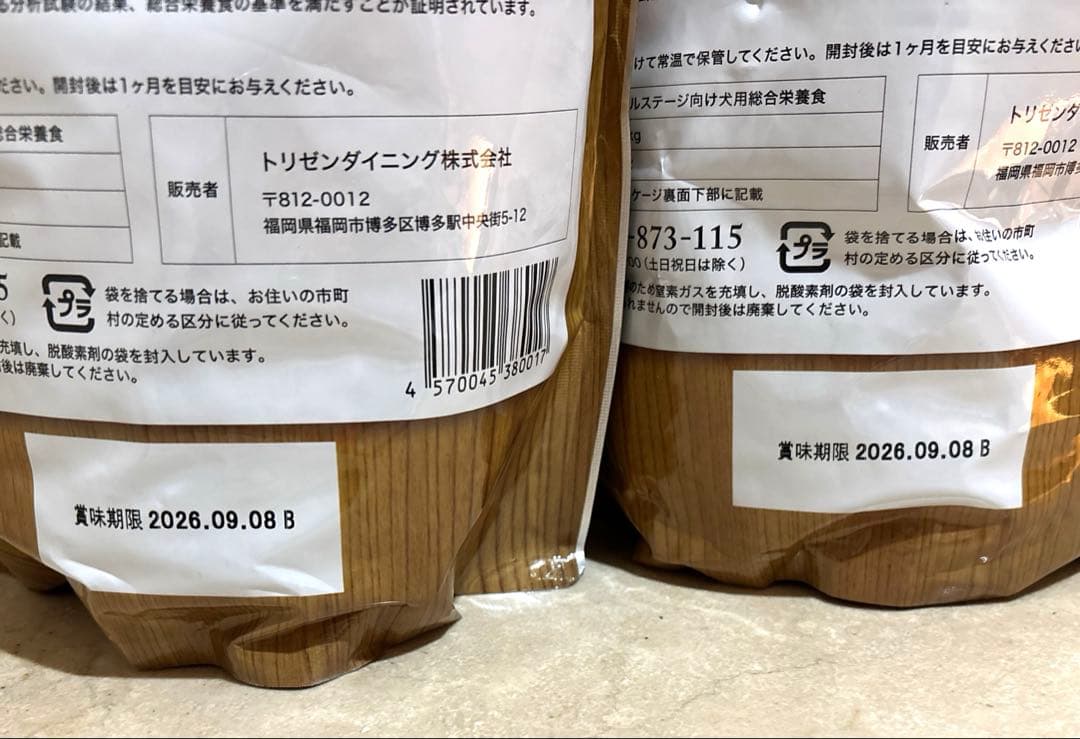 分析試験の結果、総合栄養食の基準を満たすことが証明されています。
ださい。開封後は1ヶ月を目安にお与えください。
総合栄養食
記載
販売者
トリゼンダイニング株式会社
〒812-0012
福岡県福岡市博多区博多駅中央街5-12
5
く)
プラ
袋を捨てる場合は、お住いの市町
村の定める区分に従ってください。
充填し、脱酸素剤の袋を封入しています。
後は廃棄してください。
4 570045 380017
賞味期限 2026.09.08 B
けて常温で保管してください。開封後は1ヶ月を目安にお与えくださ
ルステージ向け犬用総合栄養食
kg
ケージ裏面下部に記載
販売者
トリゼンダ
〒812-0012
福岡県福岡市博多
-873-115
00(土日祝日は除く)
プラ
袋を捨てる場合は、お住いの市町
村の定める区分に従ってください。
のため窒素ガスを充填し、脱酸素剤の袋を封入しています。
れませんので開封後は廃棄してください。
賞味期限 2026.09.08 B